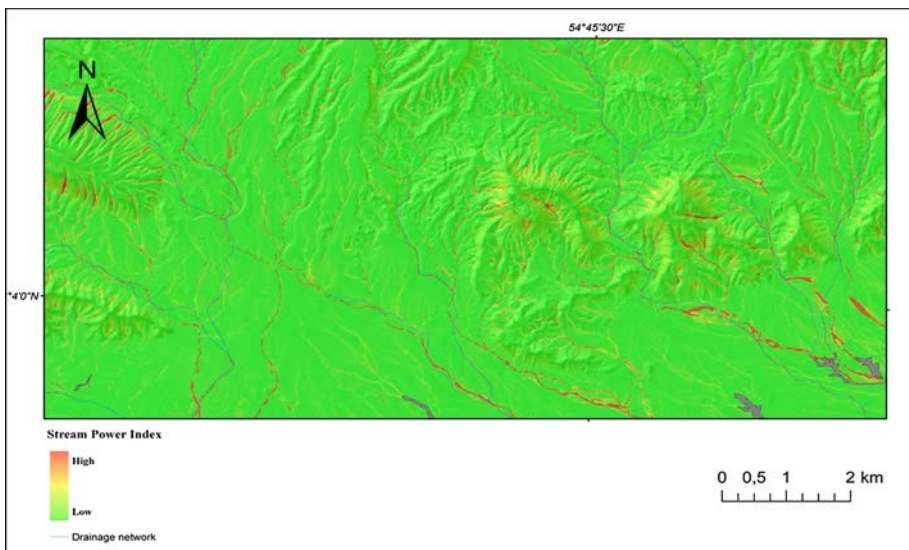 54°45'30"E
N
°4'0"N
Stream Power Index
High
Low
Drainage network
0 0,5 1 2 km